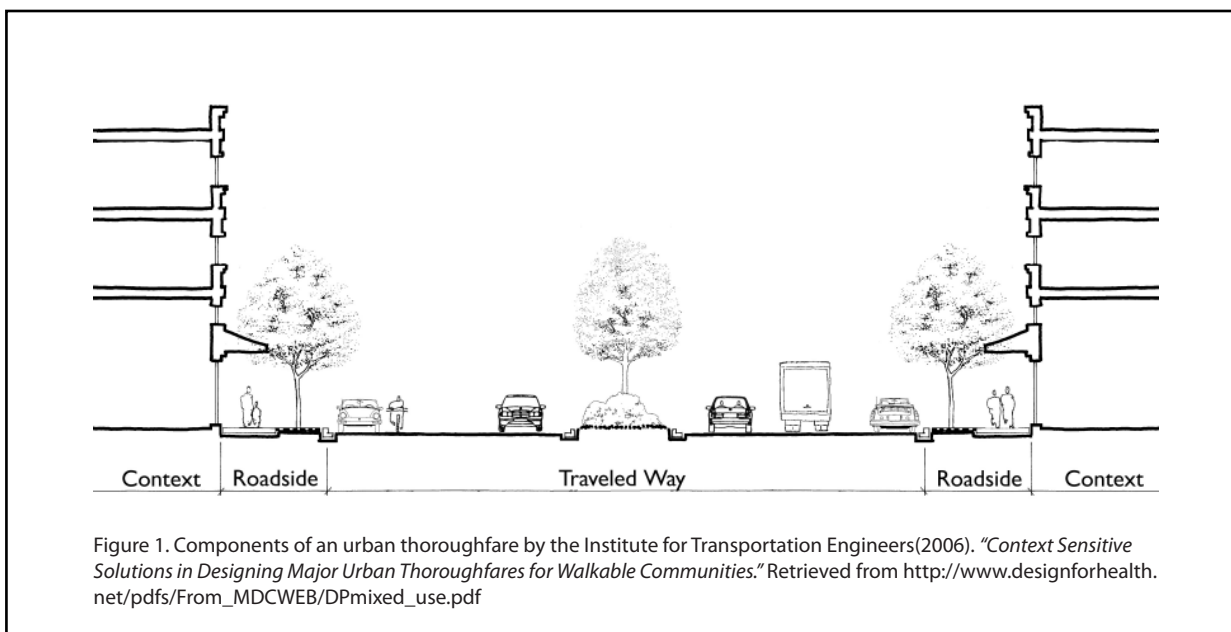 Context Roadside Traveled Way Roadside Context
Figure 1. Components of an urban thoroughfare by the Institute for Transportation Engineers(2006). “Context Sensitive
Solutions in Designing Major Urban Thoroughfares for Walkable Communities.” Retrieved from http://www.designforhealth.
net/pdfs/From_MDCWEB/DPmixed_use.pdf